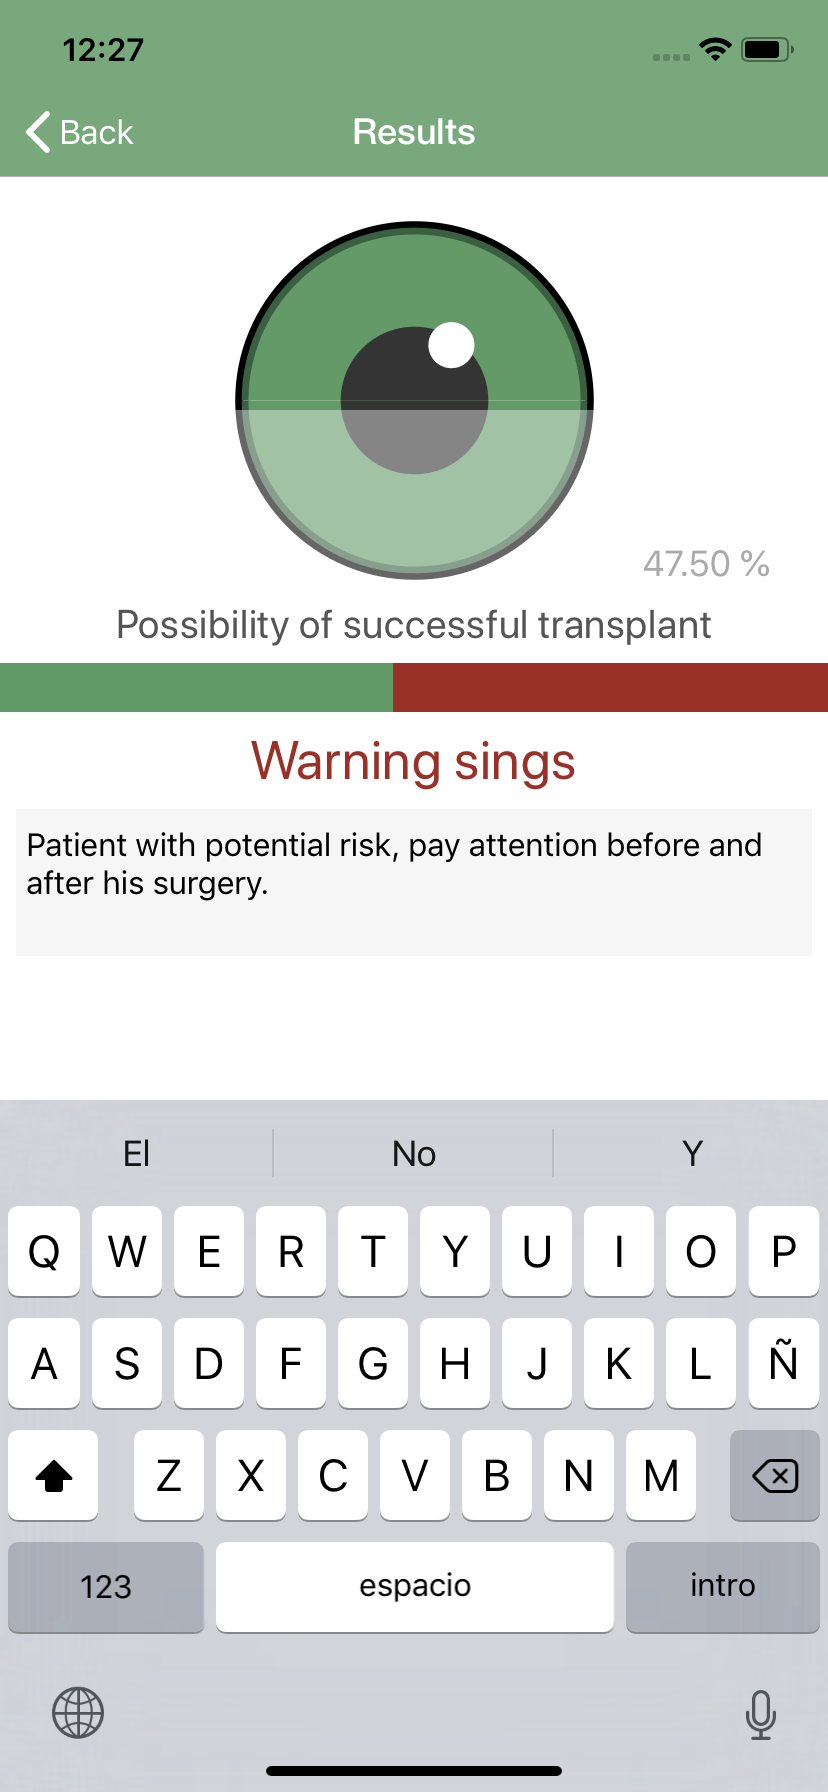 12:27
Back
Results
47.50 %
Possibility of successful transplant
Warning sings
Patient with potential risk, pay attention before and
after his surgery.
El No Y
Q W E R T Y U I O P
A S D F G H J K L Ñ
Z X C V B N M
123 espacio intro